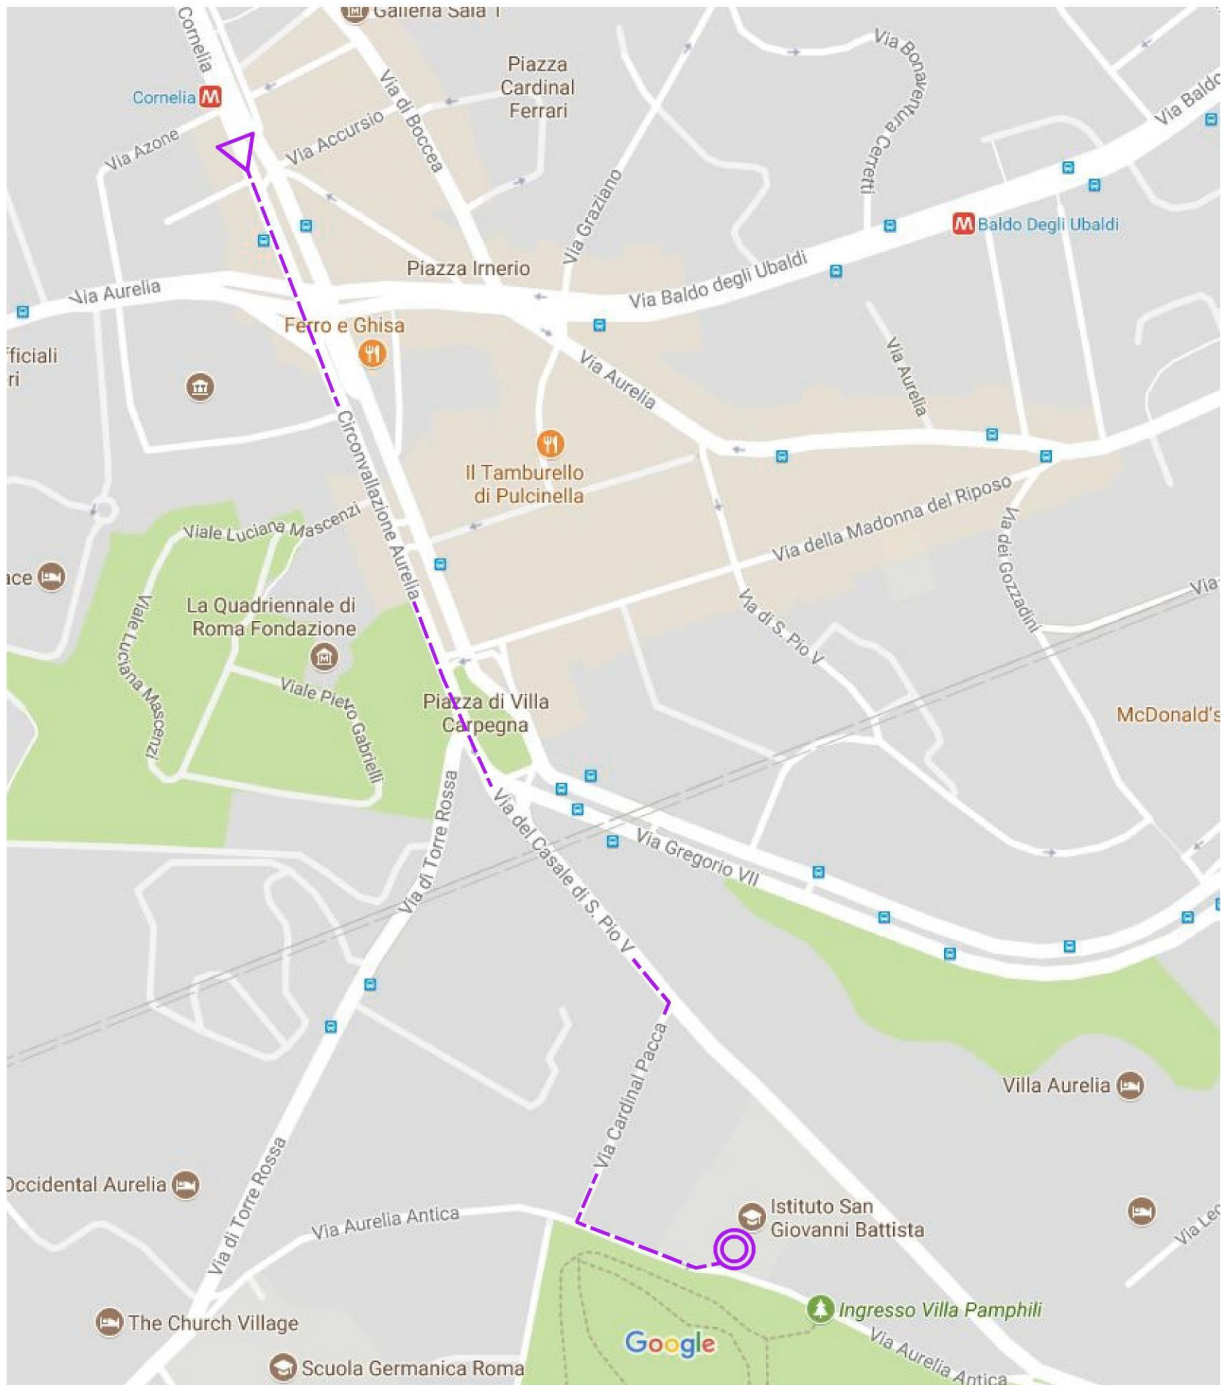 Galleria Sala 1
Cornelia
Piazza
Cardinal
Ferrari
Via Bonaventura Cerretti
Via Baldo
Cornelia
Via di Boccea
Via Azone
Via Accursio
Via Graziano
Baldo Degli Ubaldi
Piazza Irnerio
Via Baldo degli Ubaldi
Via Aurelia
Ferro e Ghisa
fficiali
ri
Via Aurelia
Via Aurelia
Circonvallazione Aurelia
Il Tamburello
di Pulcinella
Via della Madonna del Riposo
Viale Luciana Mascenzi
Via dei Gozzadini
ace
Via
La Quadriennale di
Roma Fondazione
Viale Luciana Mascenzi
Via di S. Pio V
Viale Pietro Gabrielli
Piazza di Villa
Carpegna
McDonald's
Via di Torre Rossa
Via del Casale di S. Pio V
Via Gregorio VII
Via Cardinal Pacca
Villa Aurelia
Occidental Aurelia
Via di Torre Rossa
Via Aurelia Antica
Istituto San
Giovanni Battista
Via Leo
The Church Village
Ingresso Villa Pamphili
Google
Scuola Germanica Roma
Via Aurelia Antica